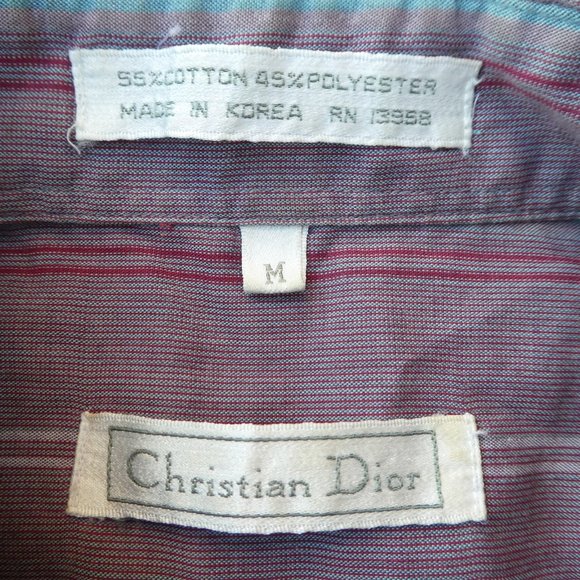 55%COTTON 45%POLYESTER
MADE IN KOREA RN 13958
M
Christian Dior